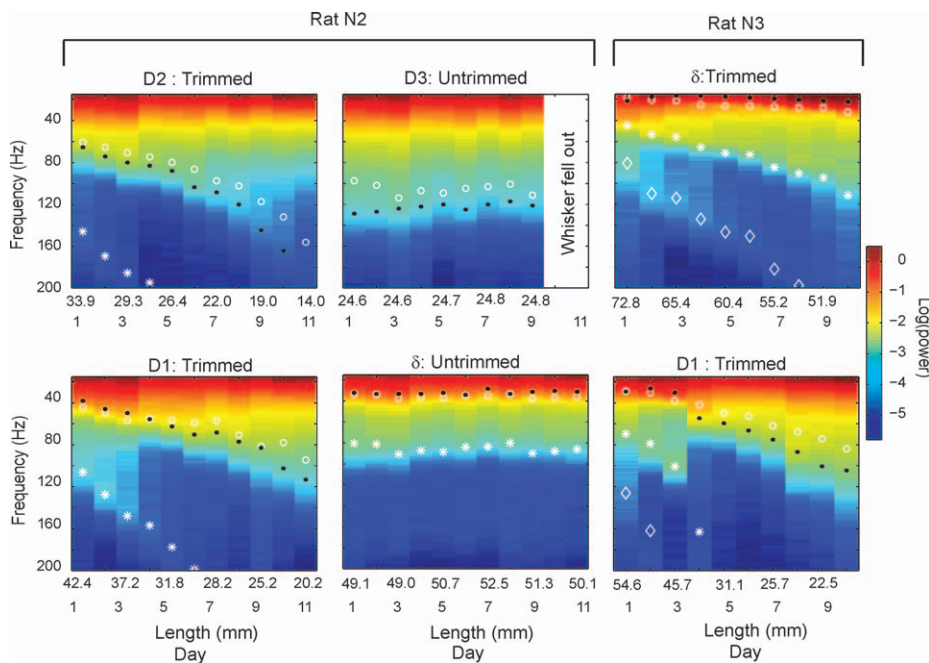 Rat N2
Rat N3
D2 : Trimmed
D3: Untrimmed
δ:Trimmed
Frequency (Hz)
40
80
120
160
200
Whisker fell out
33.9 29.3 26.4 22.0 19.0 14.0
1 3 5 7 9 11
24.6 24.6 24.7 24.8 24.8
1 3 5 7 9 11
72.8 65.4 60.4 55.2 51.9
1 3 5 7 9
0
−1
−2
−3
−4
−5
Log(power)
D1: Trimmed
δ: Untrimmed
D1 : Trimmed
Frequency (Hz)
40
80
120
160
200
42.4 37.2 31.8 28.2 25.2 20.2
1 3 5 7 9 11
49.1 49.0 50.7 52.5 51.3 50.1
1 3 5 7 9 11
54.6 45.7 31.1 25.7 22.5
1 3 5 7 9
Length (mm)
Day
Length (mm)
Day
Length (mm)
Day